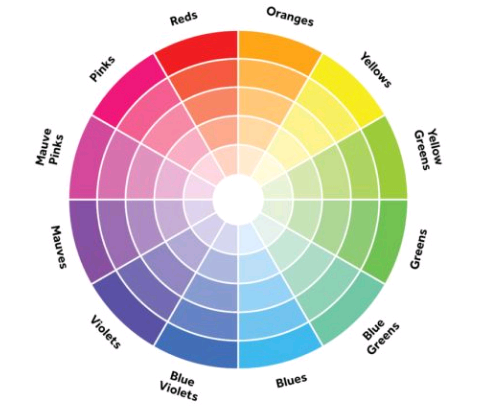 Reds
Oranges
Yellows
Yellow
Greens
Greens
Blue
Greens
Blues
Blue
Violets
Violets
Mauves
Mauve
Pinks
Pinks